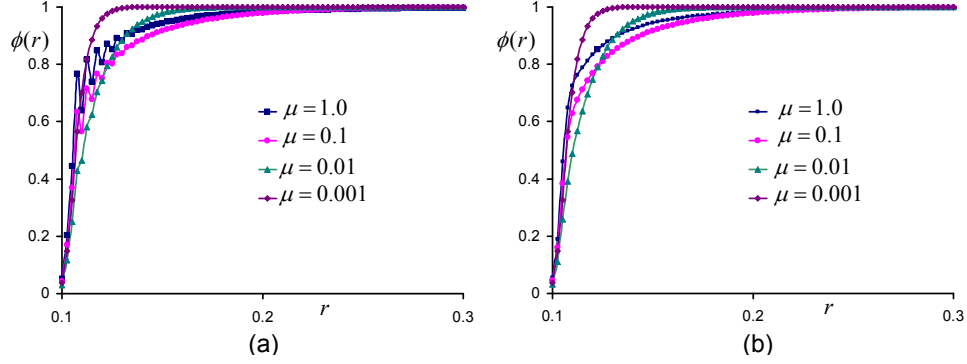 1
ϕ(r)
0.8
0.6
0.4
0.2
0
μ = 1.0
μ = 0.1
μ = 0.01
μ = 0.001
0.1
0.2
r
0.3
(a)
1
ϕ(r)
0.8
0.6
0.4
0.2
0
μ = 1.0
μ = 0.1
μ = 0.01
μ = 0.001
0.1
0.2
r
0.3
(b)